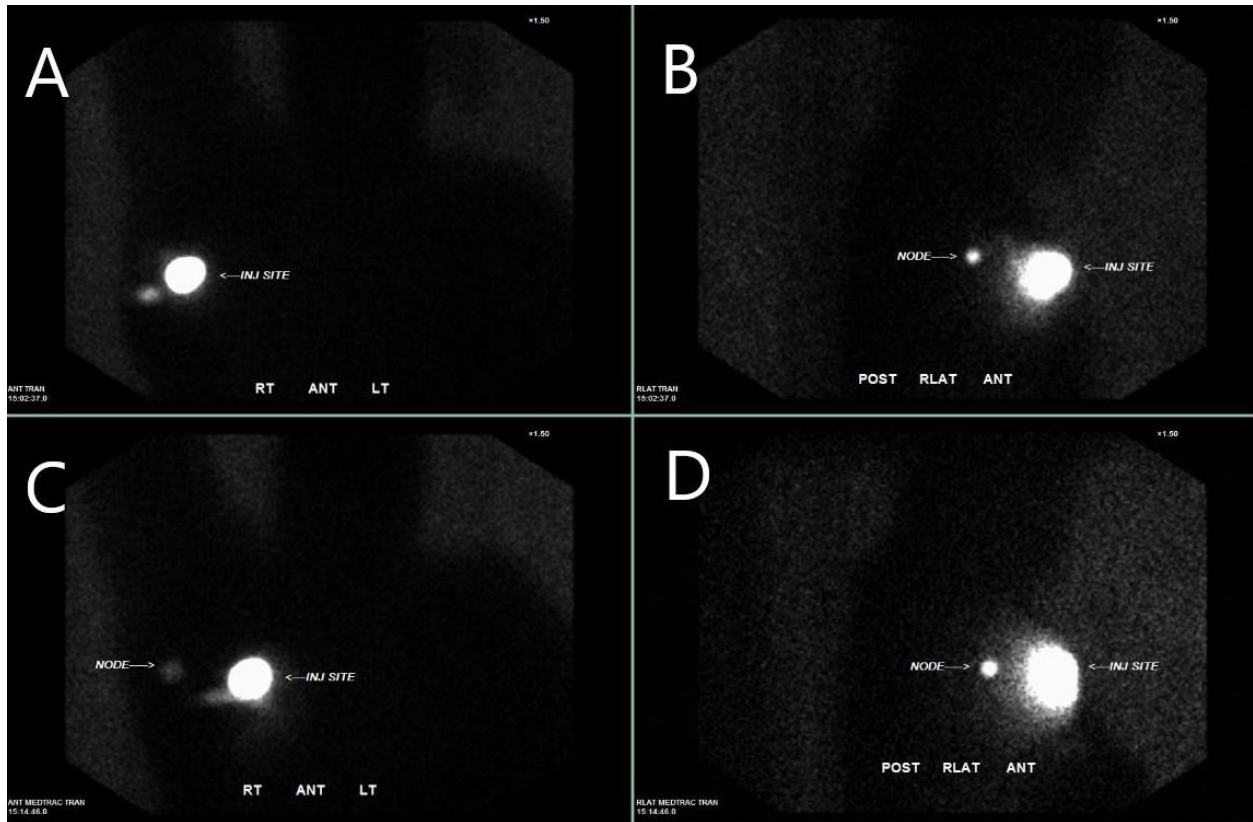 ×1.50
A
<—INJ SITE
RT ANT LT
ANT TRAN
15:02:37.0
×1.50
B
NODE—>
<—INJ SITE
POST RLAT ANT
RLAT TRAN
15:02:37.0
×1.50
C
NODE—>
<—INJ SITE
RT ANT LT
ANT MEDTRAC TRAN
15:14:46.0
×1.50
D
NODE—>
<—INJ SITE
POST RLAT ANT
RLAT MEDTRAC TRAN
15:14:46.0